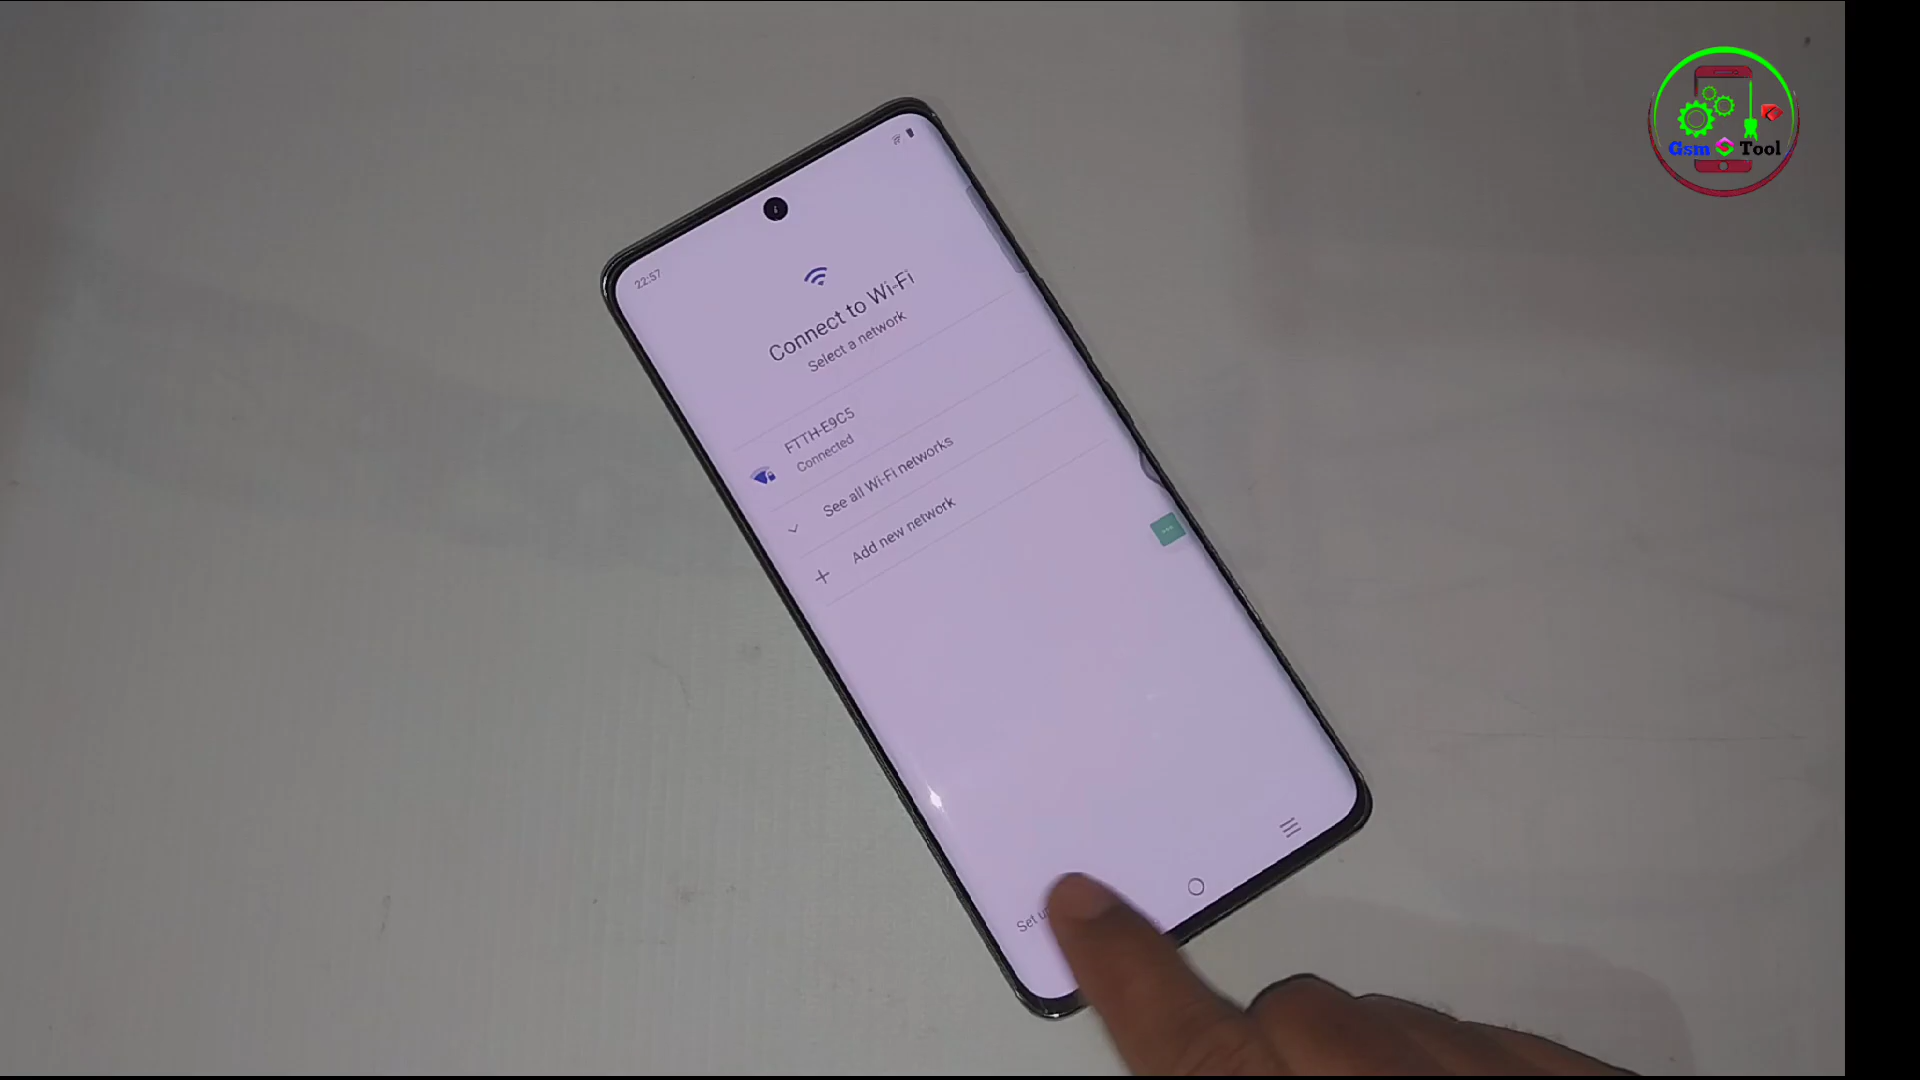 Gsm S Tool
22:57
Connect to Wi-Fi
Select a network
FTTH-E9C5
Connected
See all Wi-Fi networks
Add new network
Set